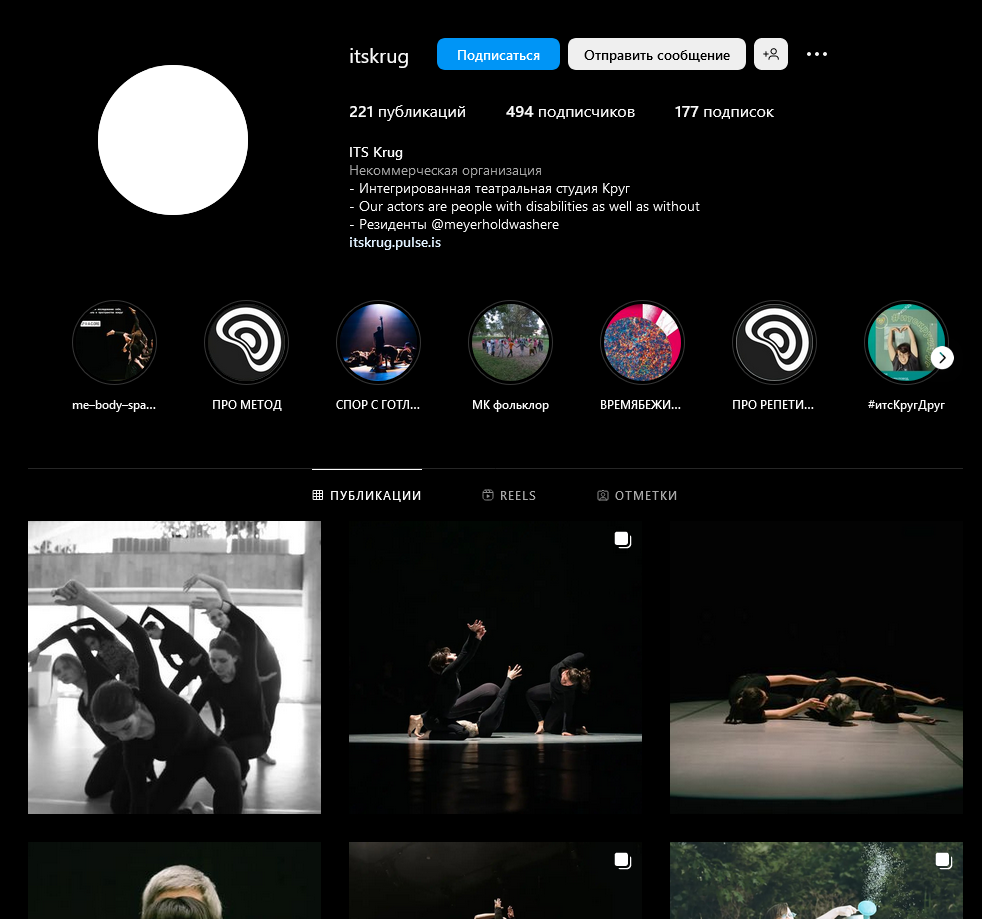 itskrug
Подписаться
Отправить сообщение
221 публикаций
494 подписчиков
177 подписок
ITS Krug
Некоммерческая организация
- Интегрированная театральная студия Круг
- Our actors are people with disabilities as well as without
- Резиденты @meyerholdwashere
itskrug.pulse.is
me–body–spa...
ПРО МЕТОД
СПОР С ГОТЛ...
МК фольклор
ВРЕМЯБЕЖИ...
ПРО РЕПЕТИ...
#итсКругДруг
ПУБЛИКАЦИИ
REELS
ОТМЕТКИ